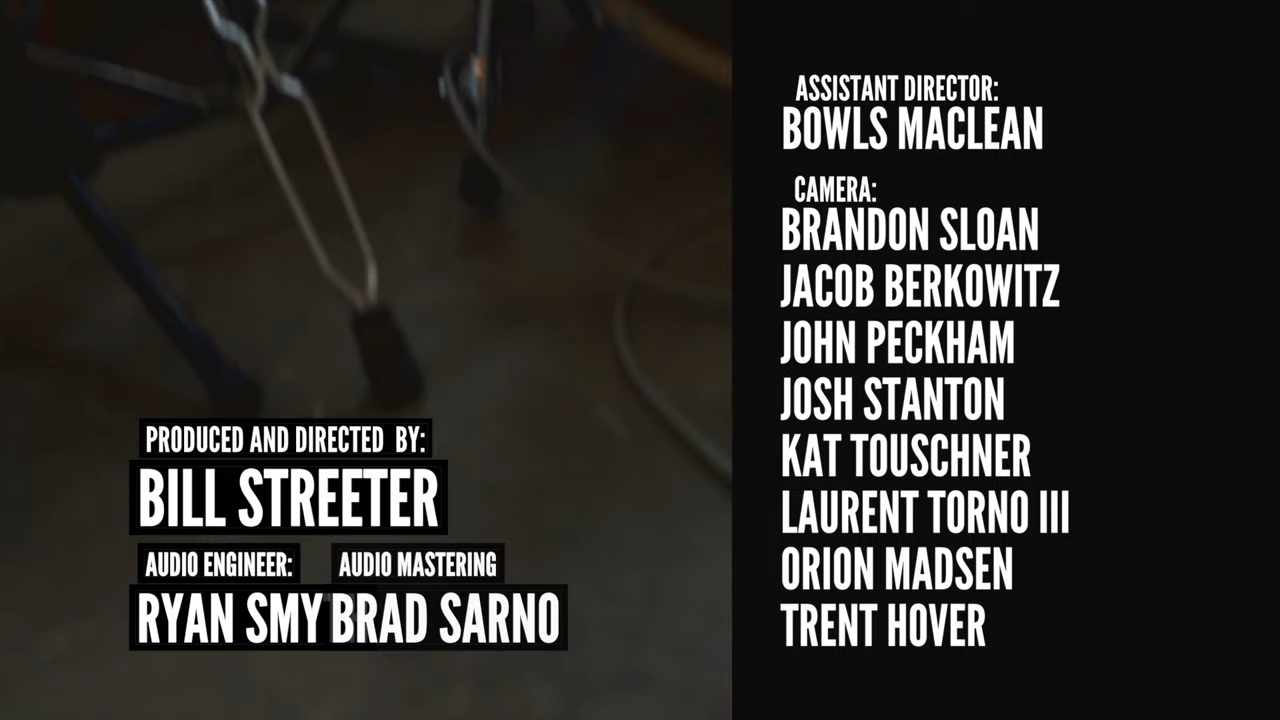 PRODUCED AND DIRECTED BY:
BILL STREETER
AUDIO ENGINEER:
RYAN SMY
AUDIO MASTERING
BRAD SARNO
ASSISTANT DIRECTOR:
BOWLS MACLEAN
CAMERA:
BRANDON SLOAN
JACOB BERKOWITZ
JOHN PECKHAM
JOSH STANTON
KAT TOUSCHNER
LAURENT TORNO III
ORION MADSEN
TRENT HOVER